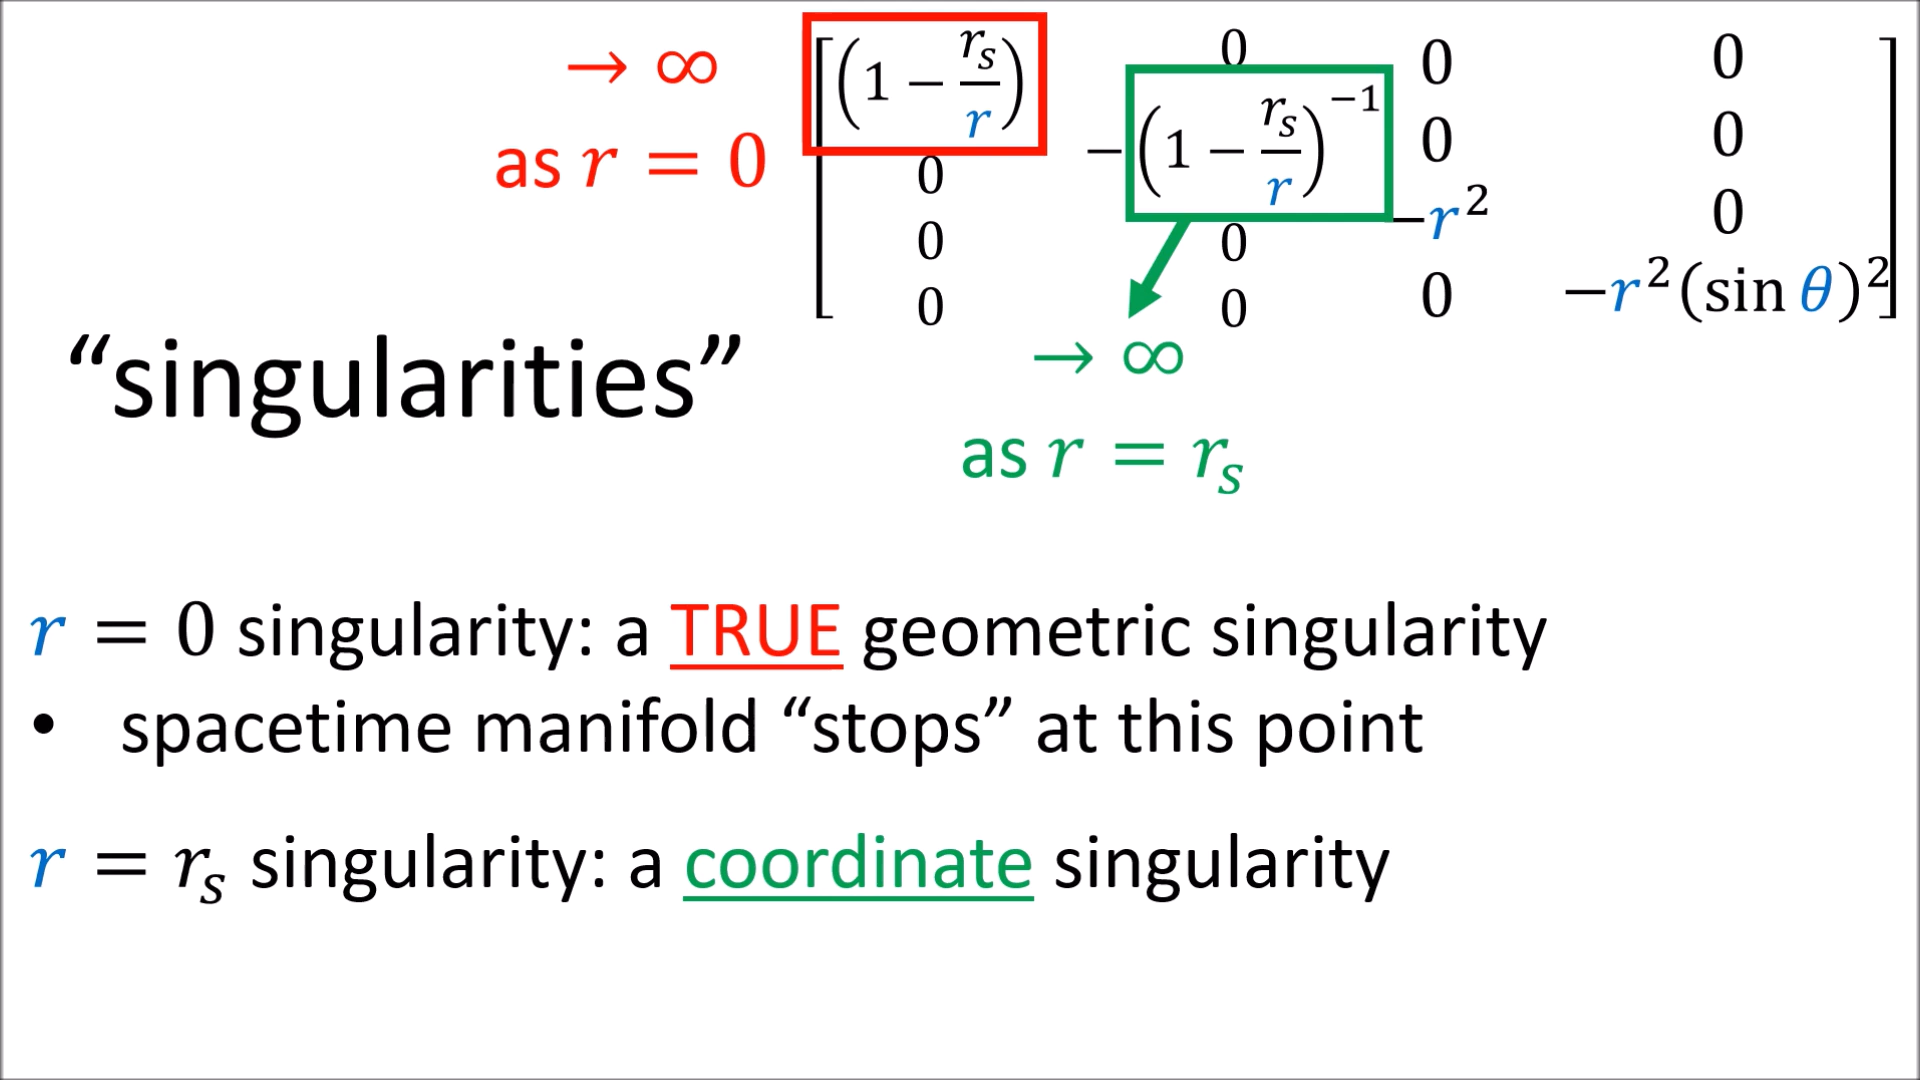 → ∞
as r = 0
[(1 − r_s/r) 0 0 0]
[0 −(1 − r_s/r)^−1 0 0]
[0 0 −r² 0]
[0 0 0 −r²(sin θ)²]
“singularities”
→ ∞
as r = r_s
r = 0 singularity: a TRUE geometric singularity
• spacetime manifold “stops” at this point
r = r_s singularity: a coordinate singularity